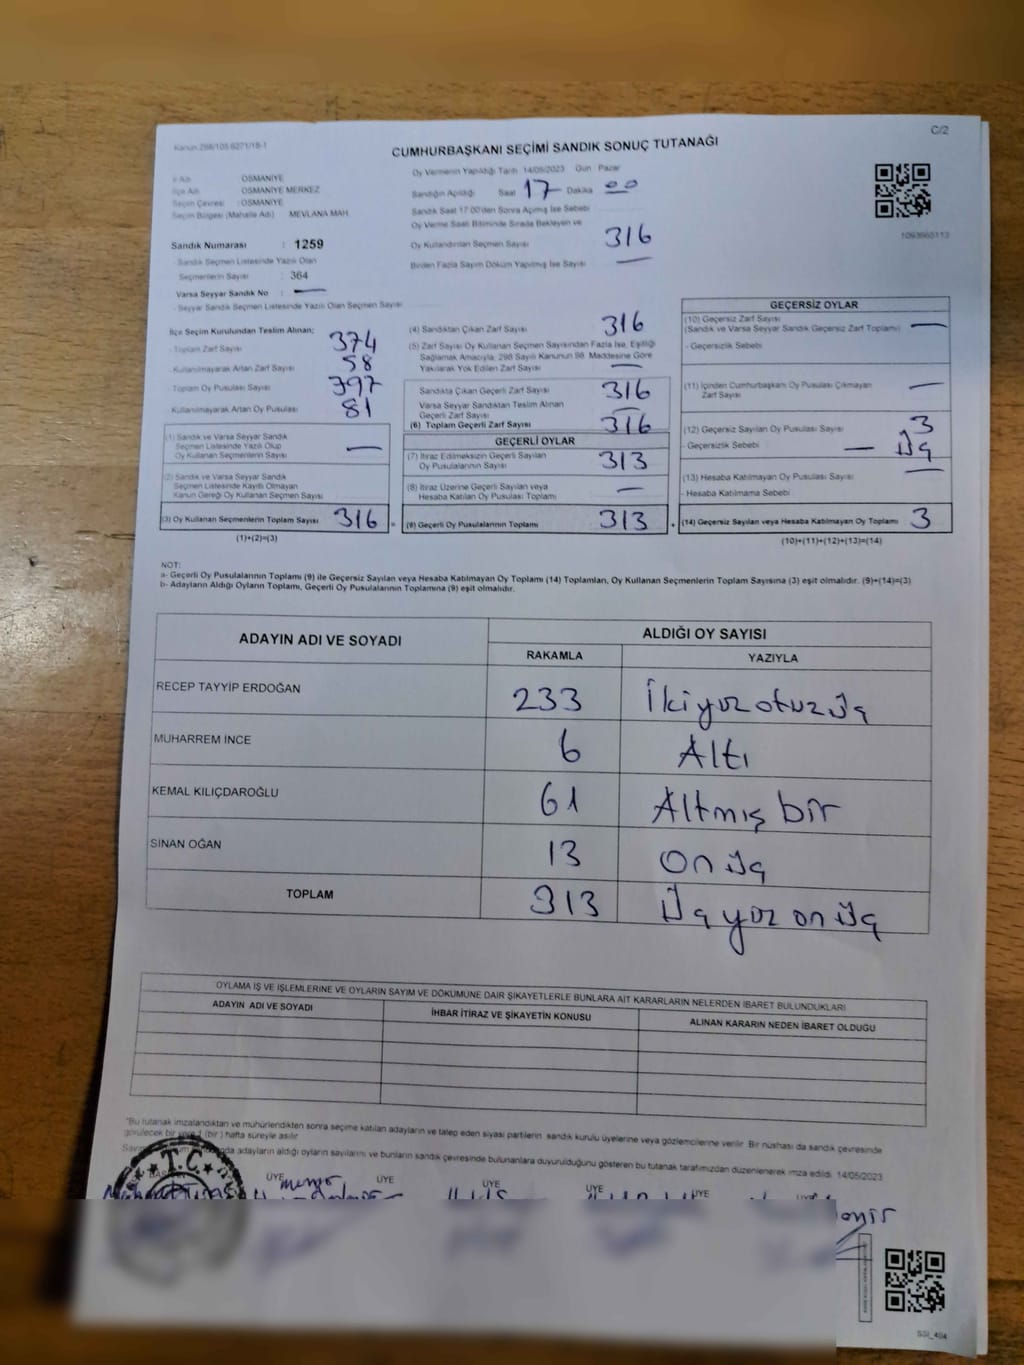 C/2
Kanun:298/105 6271/18-1
CUMHURBAŞKANI SEÇİMİ SANDIK SONUÇ TUTANAĞI
İl Adı OSMANİYE
İlçe Adı OSMANİYE MERKEZ
Seçim Çevresi : OSMANİYE
Seçim Bölgesi (Mahalle Adı) MEVLANA MAH.
Sandık Numarası : 1259
Sandık Seçmen Listesinde Yazılı Olan
Seçmenlerin Sayısı : 364
Varsa Seyyar Sandık No : —
- Seyyar Sandık Seçmen Listesinde Yazılı Olan Seçmen Sayısı
Oy Vermenin Yapıldığı Tarih 14/05/2023 Gün Pazar
Sandığın Açıldığı Saat 17 Dakika 00
Sandık Saat 17:00'den Sonra Açılmış İse Sebebi
Oy Verme Saati Bitiminde Sırada Bekleyen ve
Oy Kullandırılan Seçmen Sayısı 316
Birden Fazla Sayım Döküm Yapılmış İse Sayısı —
1093665113
İlçe Seçim Kurulundan Teslim Alınan;
Toplam Zarf Sayısı 374
Kullanılmayarak Artan Zarf Sayısı 58
Toplam Oy Pusulası Sayısı 397
Kullanılmayarak Artan Oy Pusulası 81
(1) Sandık ve Varsa Seyyar Sandık
Seçmen Listesinde Yazılı Olup
Oy Kullanan Seçmenlerin Sayısı —
(2) Sandık ve Varsa Seyyar Sandık
Seçmen Listesinde Kayıtlı Olmayan
Kanun Gereği Oy Kullanan Seçmen Sayısı
(3) Oy Kullanan Seçmenlerin Toplam Sayısı 316 =
(1)+(2)=(3)
(4) Sandıktan Çıkan Zarf Sayısı 316
(5) Zarf Sayısı Oy Kullanan Seçmen Sayısından Fazla İse, Eşitliği
Sağlamak Amacıyla, 298 Sayılı Kanunun 98. Maddesine Göre
Yakılarak Yok Edilen Zarf Sayısı —
Sandıkta Çıkan Geçerli Zarf Sayısı 316
Varsa Seyyar Sandıktan Teslim Alınan
Geçerli Zarf Sayısı —
(6) Toplam Geçerli Zarf Sayısı 316
GEÇERLİ OYLAR
(7) İtiraz Edilmeksizin Geçerli Sayılan
Oy Pusulalarının Sayısı 313
(8) İtiraz Üzerine Geçerli Sayılan veya
Hesaba Katılan Oy Pusulası Toplamı —
(9) Geçerli Oy Pusulalarının Toplamı 313 +
GEÇERSİZ OYLAR
(10) Geçersiz Zarf Sayısı
(Sandık ve Varsa Seyyar Sandık Geçersiz Zarf Toplamı) —
- Geçersizlik Sebebi
(11) İçinden Cumhurbaşkanı Oy Pusulası Çıkmayan
Zarf Sayısı —
(12) Geçersiz Sayılan Oy Pusulası Sayısı 3
- Geçersizlik Sebebi — Üç
(13) Hesaba Katılmayan Oy Pusulası Sayısı —
- Hesaba Katılmama Sebebi
(14) Geçersiz Sayılan veya Hesaba Katılmayan Oy Toplamı 3
(10)+(11)+(12)+(13)=(14)
NOT:
a- Geçerli Oy Pusulalarının Toplamı (9) ile Geçersiz Sayılan veya Hesaba Katılmayan Oy Toplamı (14) Toplamları, Oy Kullanan Seçmenlerin Toplam Sayısına (3) eşit olmalıdır. (9)+(14)=(3)
b- Adayların Aldığı Oyların Toplamı, Geçerli Oy Pusulalarının Toplamına (9) eşit olmalıdır.
ADAYIN ADI VE SOYADI ALDIĞI OY SAYISI
RAKAMLA YAZIYLA
RECEP TAYYİP ERDOĞAN 233 İkiyüzotuzüç
MUHARREM İNCE 6 Altı
KEMAL KILIÇDAROĞLU 61 Altmış bir
SİNAN OĞAN 13 On üç
TOPLAM 313 Üç yüz on üç
OYLAMA İŞ VE İŞLEMLERİNE VE OYLARIN SAYIM VE DÖKÜMÜNE DAİR ŞİKAYETLERLE BUNLARA AİT KARARLARIN NELERDEN İBARET BULUNDUKLARI
ADAYIN ADI VE SOYADI İHBAR İTİRAZ VE ŞİKAYETİN KONUSU ALINAN KARARIN NEDEN İBARET OLDUĞU
*Bu tutanak imzalandıktan ve mühürlendikten sonra seçime katılan adayların ve talep eden siyasi partilerin sandık kurulu üyelerine veya gözlemcilerine verilir. Bir nüshası da sandık çevresinde
görülecek bir yere 1 (bir) hafta süreyle asılır
adayların aldığı oyların sayılarını ve bunların sandık çevresinde bulunanlara duyurulduğunu gösteren bu tutanak tarafımızdan düzenlenerek imza edildi. 14/05/2023
T.C.
ÜYE ÜYE ÜYE ÜYE ÜYE
SSI_404